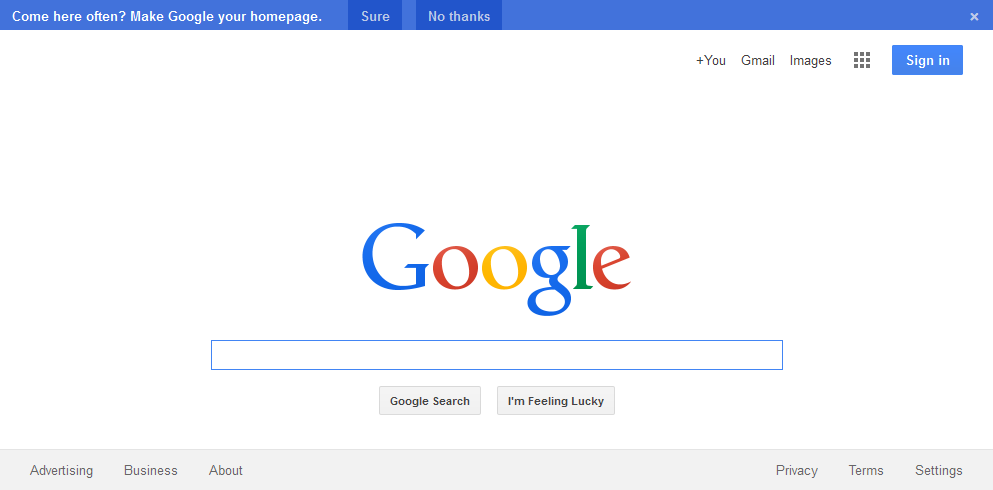 Come here often? Make Google your homepage. Sure No thanks ×
+You Gmail Images Sign in
Google
Google Search I'm Feeling Lucky
Advertising Business About Privacy Terms Settings